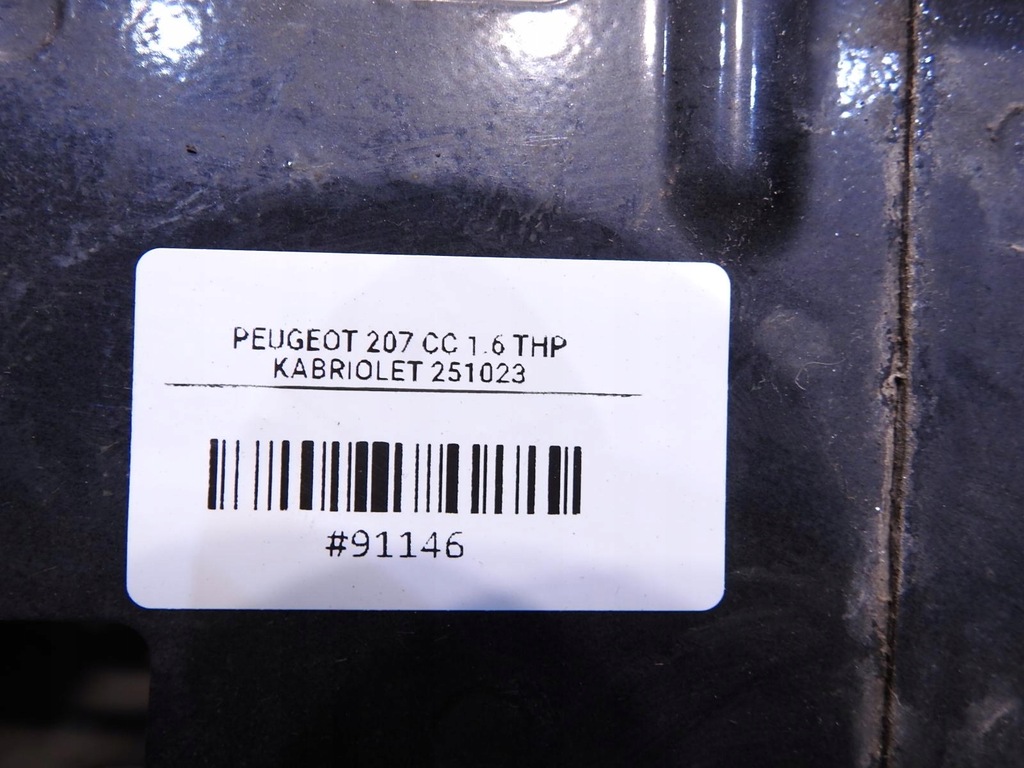 PEUGEOT 207 CC 1.6 THP
KABRIOLET 251023
#91146